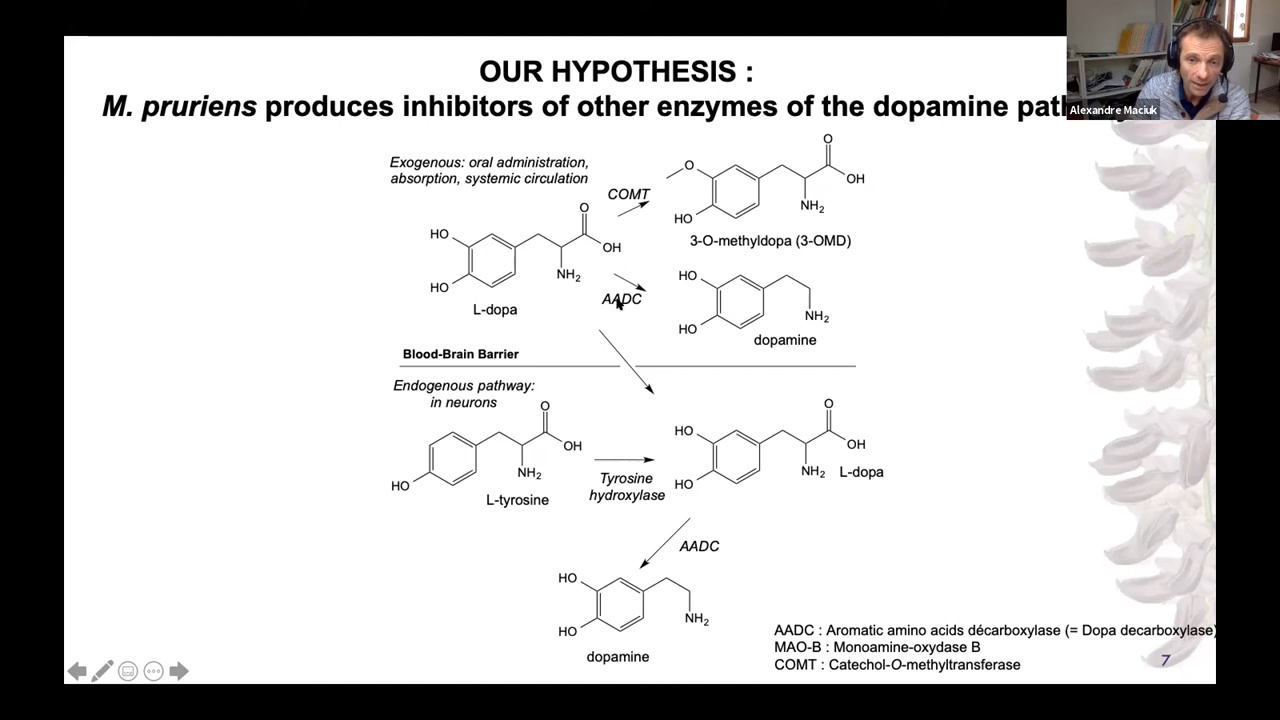 OUR HYPOTHESIS :
M. pruriens produces inhibitors of other enzymes of the dopamine
Alexandre Maciuk
Exogenous: oral administration,
absorption, systemic circulation
COMT
O
O
OH
HO
NH2
3-O-methyldopa (3-OMD)
HO
O
OH
HO
NH2
L-dopa
AADC
HO
HO
NH2
dopamine
Blood-Brain Barrier
Endogenous pathway:
in neurons
O
OH
NH2
HO
L-tyrosine
Tyrosine
hydroxylase
HO
O
OH
HO
NH2
L-dopa
AADC
HO
HO
NH2
dopamine
AADC : Aromatic amino acids décarboxylase (= Dopa decarboxylase)
MAO-B : Monoamine-oxydase B
COMT : Catechol-O-methyltransferase
7